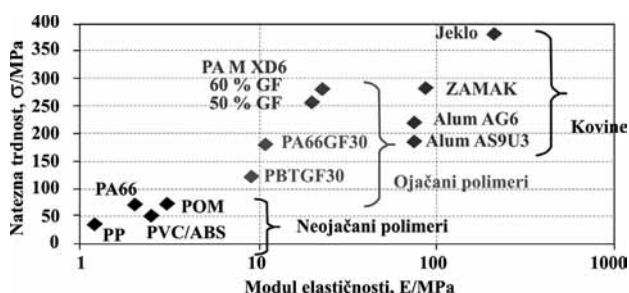 400
350
300
250
200
150
100
50
0
Natezna trdnost, σ/MPa
Jeklo
PA M XD6
60 % GF
50 % GF
ZAMAK
Alum AG6
Alum AS9U3
Kovine
PA66GF30
PBTGF30
Ojačani polimeri
PA66
POM
PP
PVC/ABS
Neojačani polimeri
1
10
100
1000
Modul elastičnosti, E/MPa